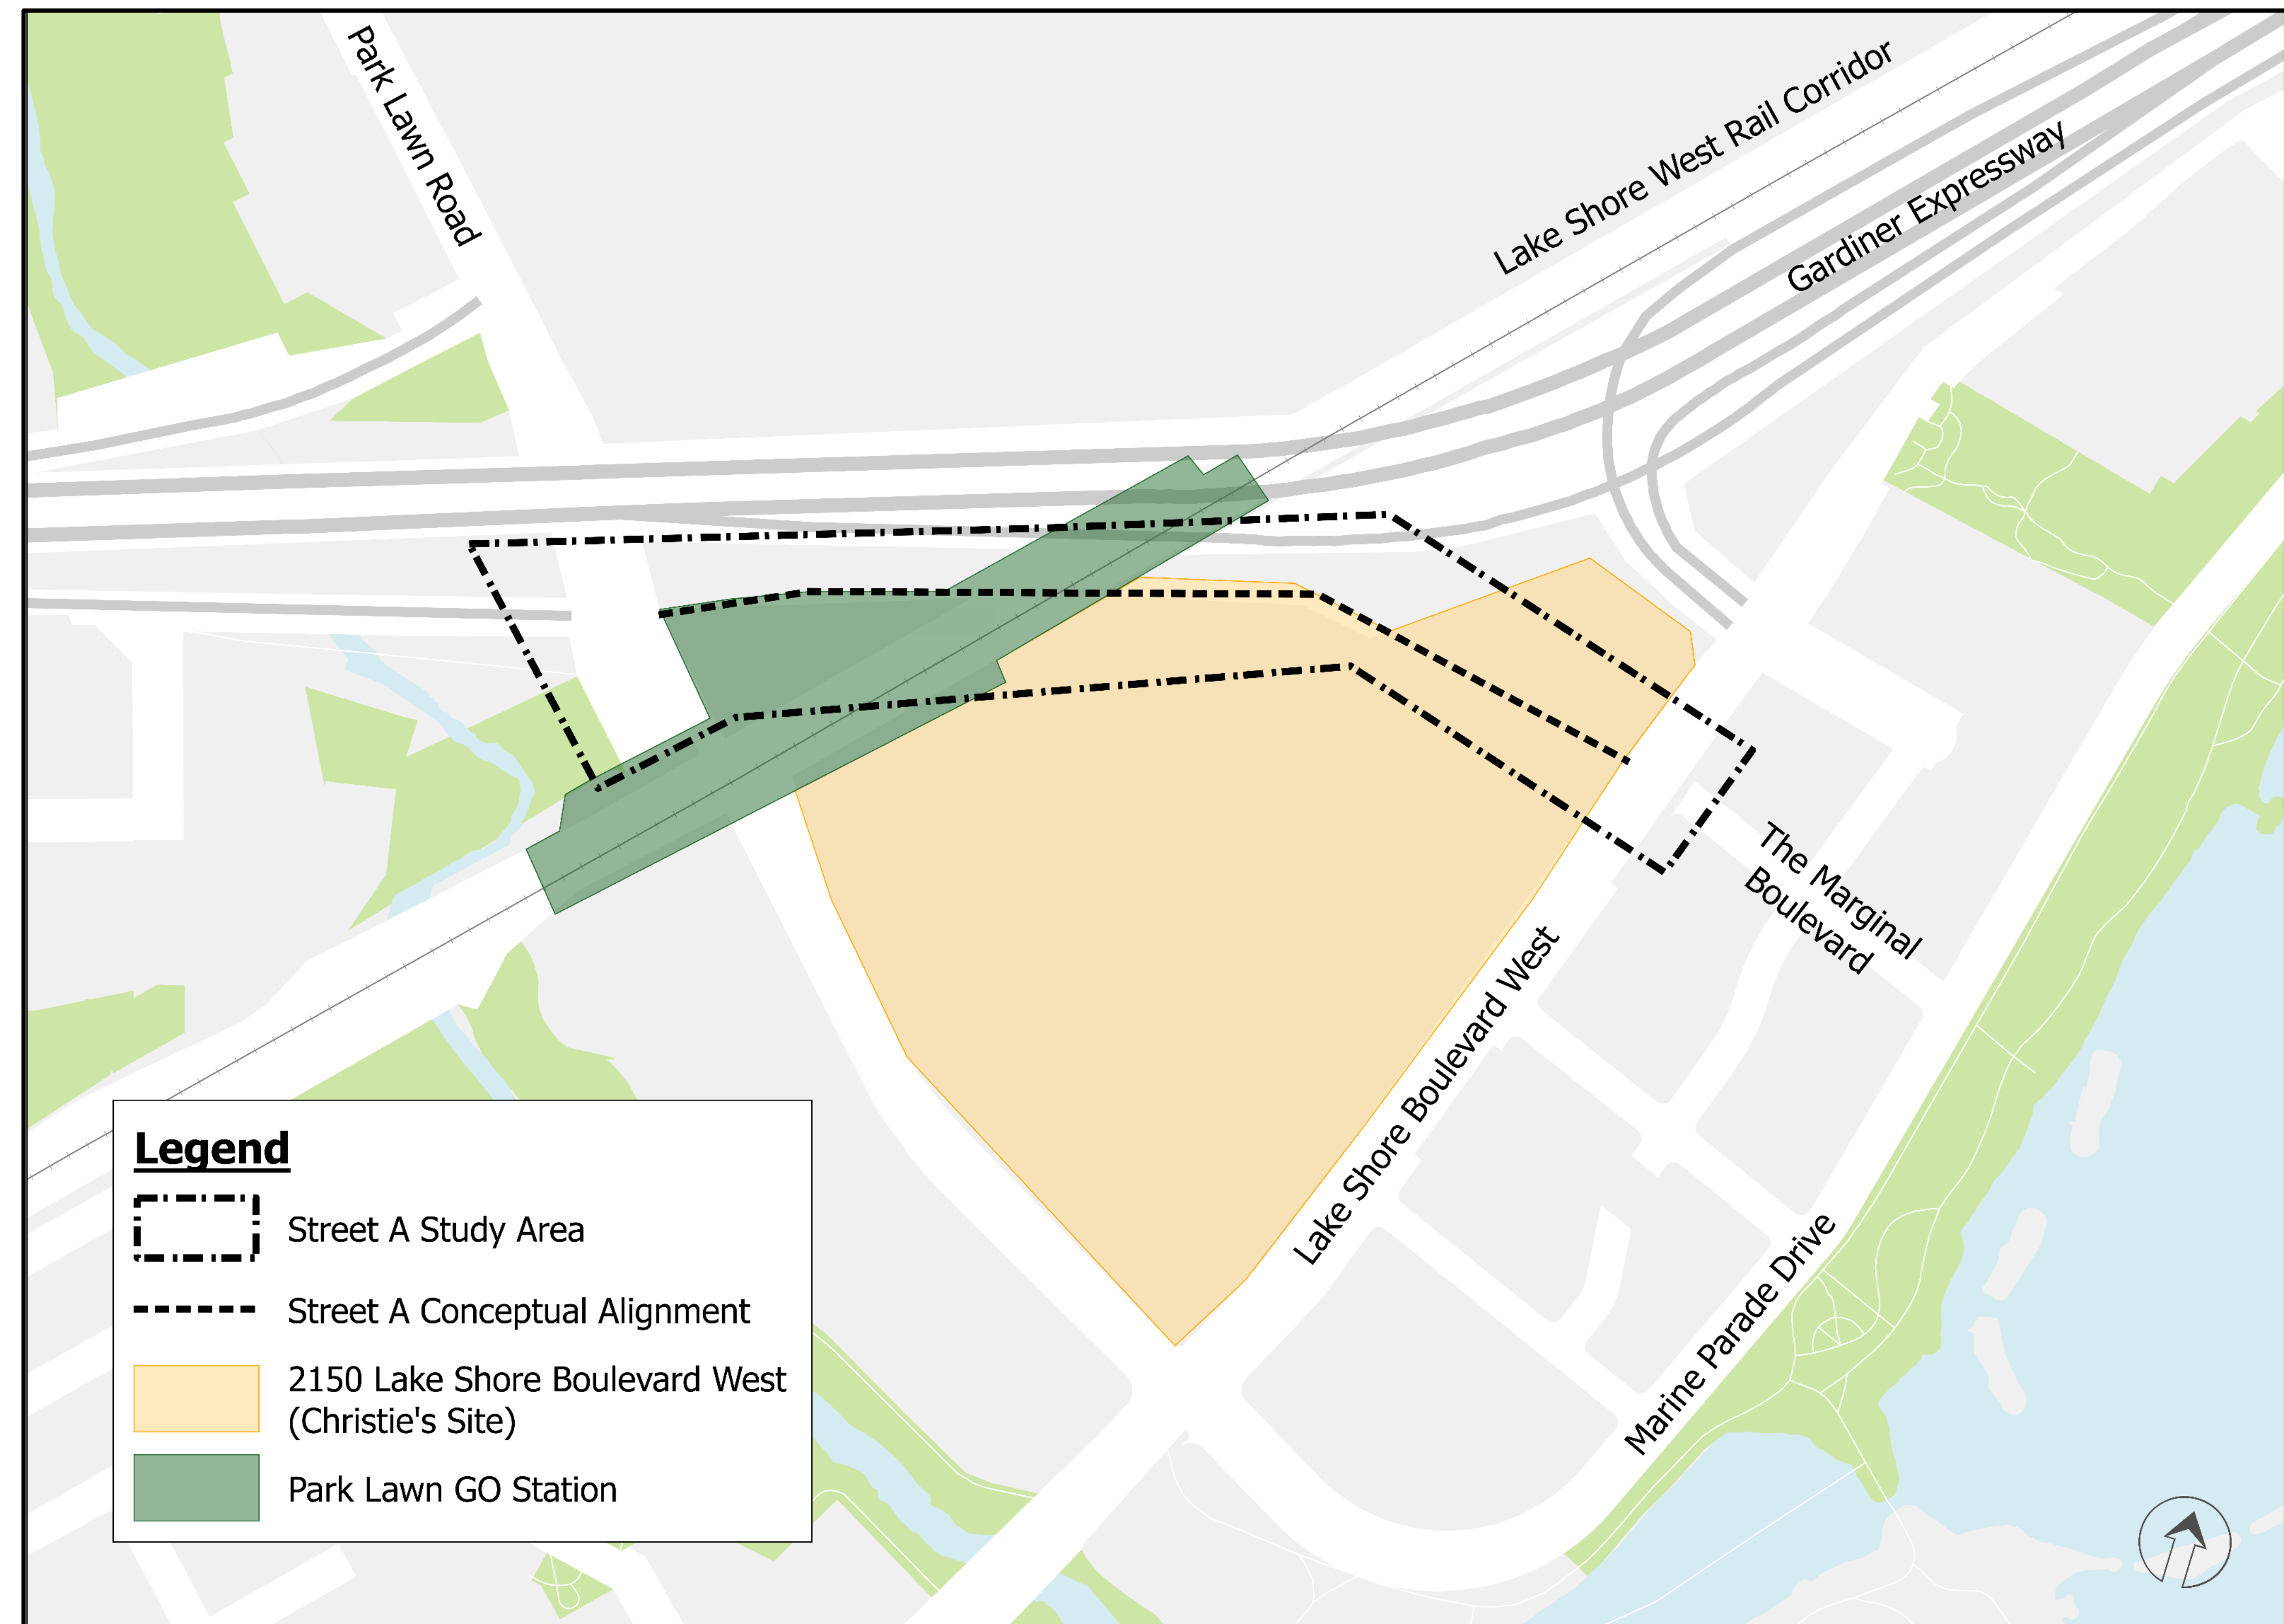 Park Lawn Road
Lake Shore West Rail Corridor
Gardiner Expressway
The Marginal
Boulevard
Lake Shore Boulevard West
Marine Parade Drive
Legend
Street A Study Area
Street A Conceptual Alignment
2150 Lake Shore Boulevard West
(Christie's Site)
Park Lawn GO Station